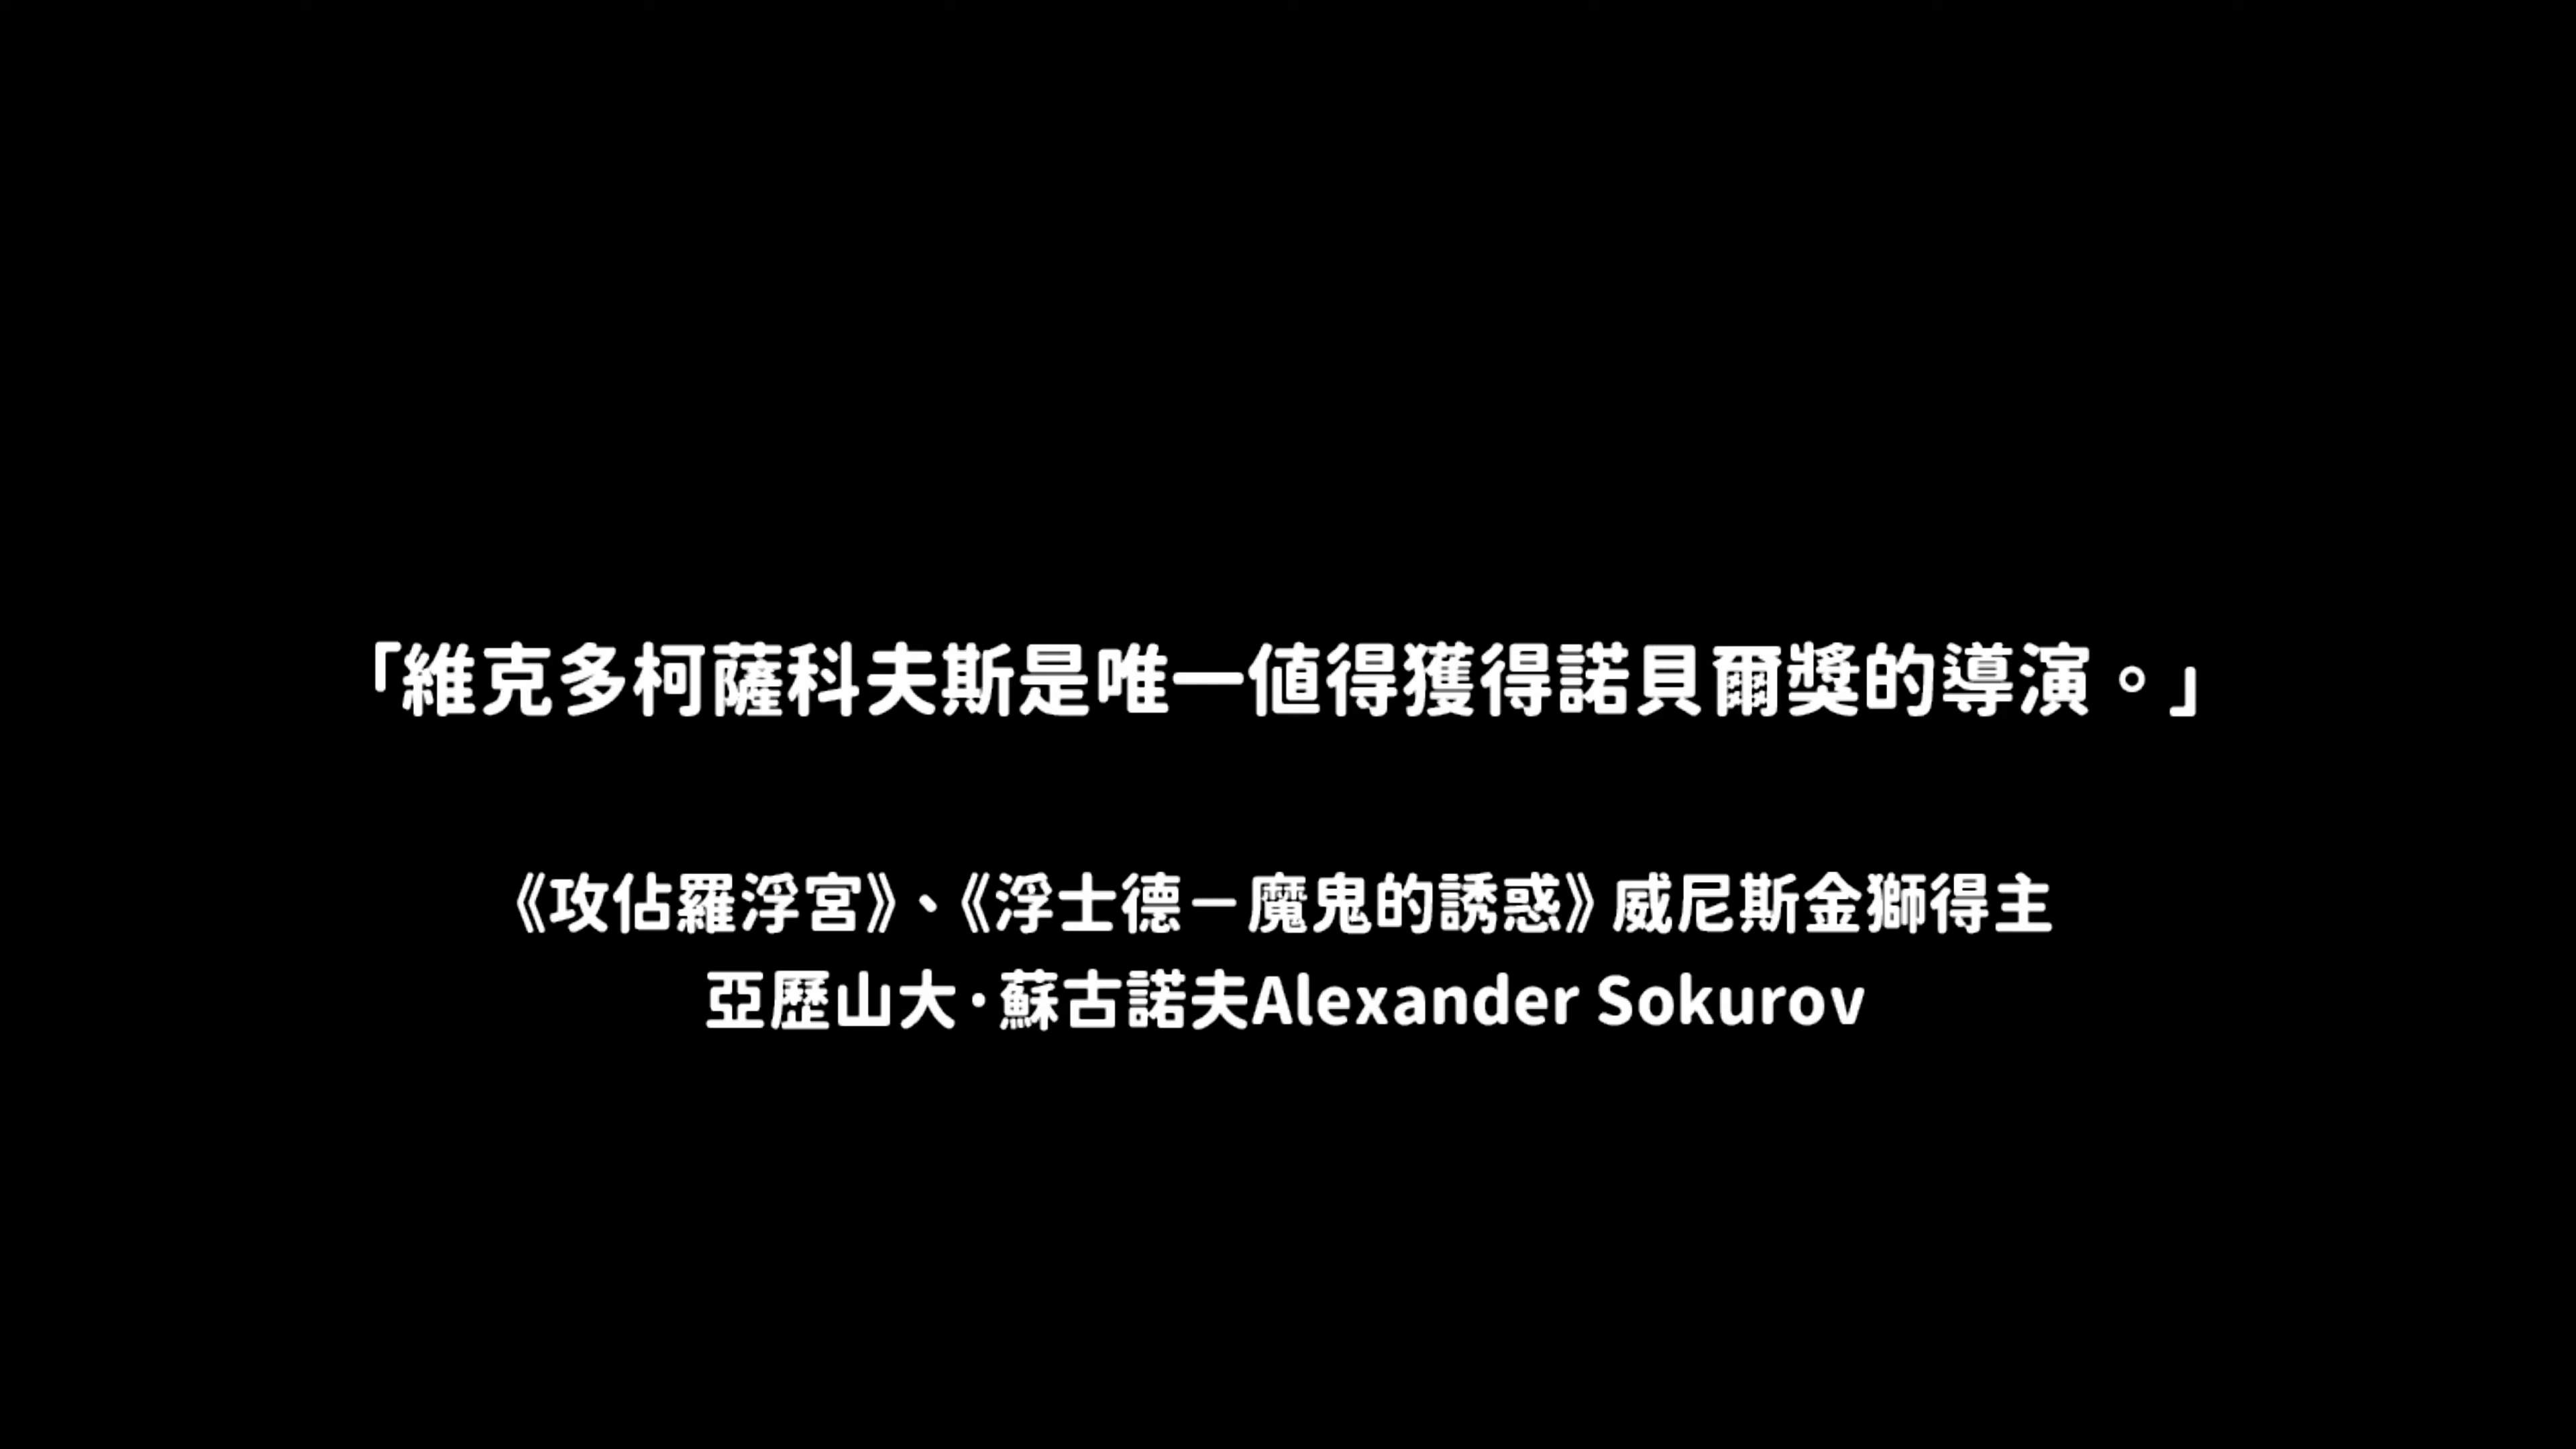 「維克多柯薩科夫斯是唯一値得獲得諾貝爾獎的導演。」
《攻佔羅浮宮》、《浮士德－魔鬼的誘惑》威尼斯金獅得主
亞歷山大·蘇古諾夫Alexander Sokurov